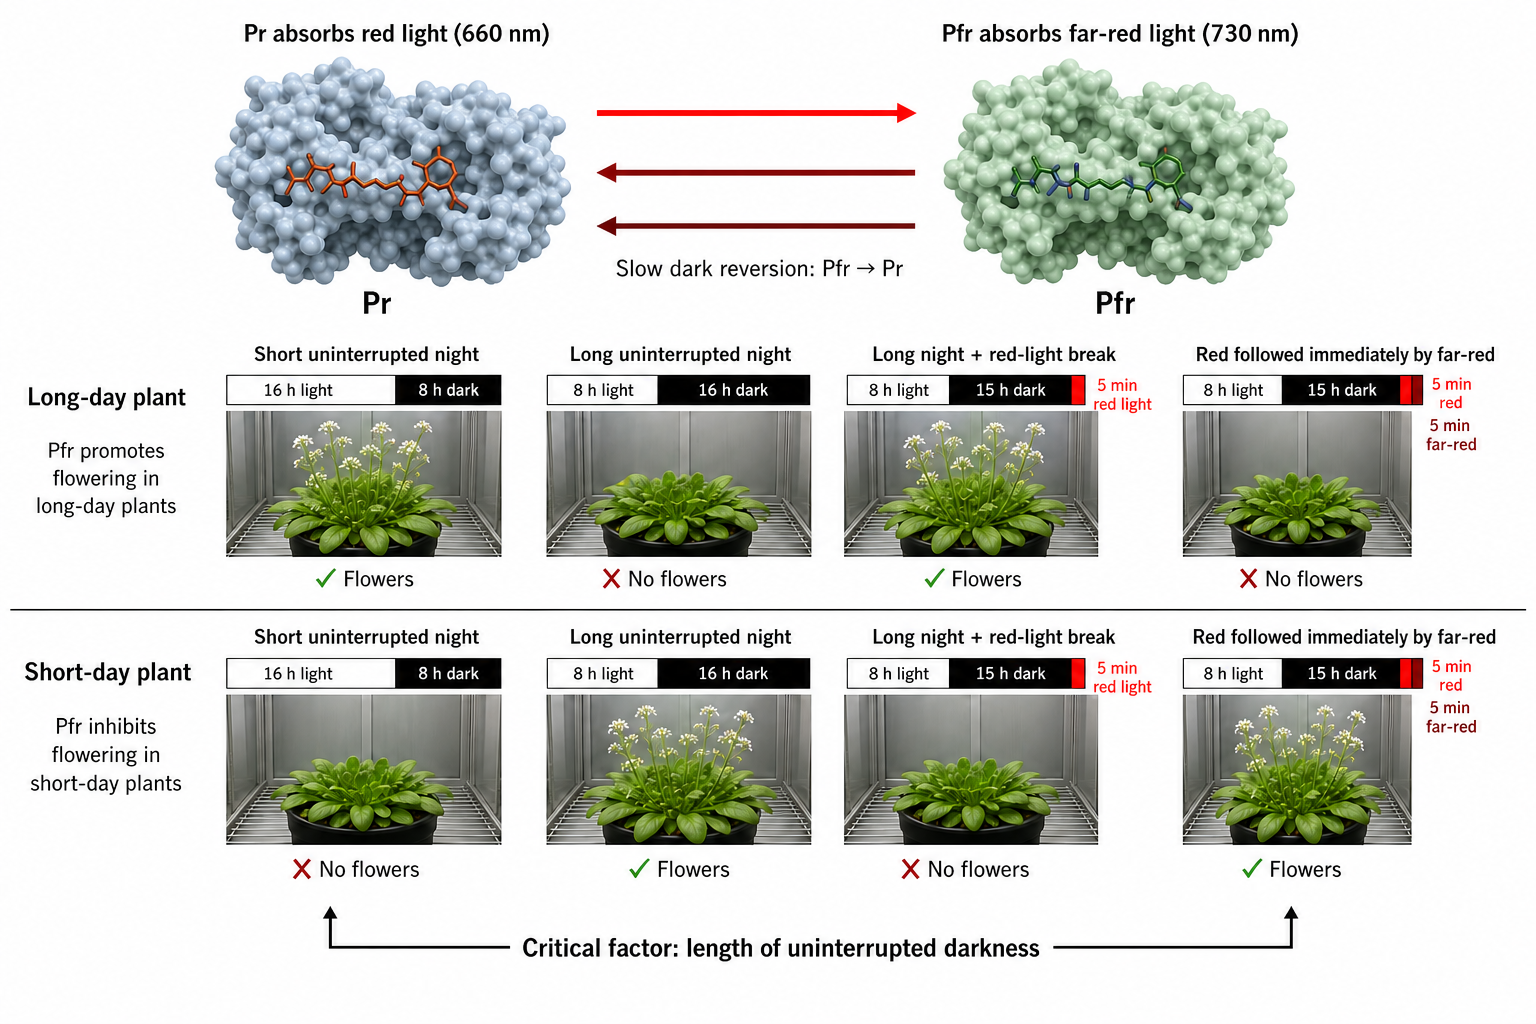 Pr absorbs red light (660 nm)
Pfr absorbs far-red light (730 nm)
Slow dark reversion: Pfr → Pr
Pr
Pfr
Long-day plant
Pfr promotes
flowering in
long-day plants
Short uninterrupted night
16 h light
8 h dark
✓ Flowers
Long uninterrupted night
8 h light
16 h dark
✗ No flowers
Long night + red-light break
8 h light
15 h dark
5 min
red light
✓ Flowers
Red followed immediately by far-red
8 h light
15 h dark
5 min
red
5 min
far-red
✗ No flowers
Short-day plant
Pfr inhibits
flowering in
short-day plants
Short uninterrupted night
16 h light
8 h dark
✗ No flowers
Long uninterrupted night
8 h light
16 h dark
✓ Flowers
Long night + red-light break
8 h light
15 h dark
5 min
red light
✗ No flowers
Red followed immediately by far-red
8 h light
15 h dark
5 min
red
5 min
far-red
✓ Flowers
Critical factor: length of uninterrupted darkness